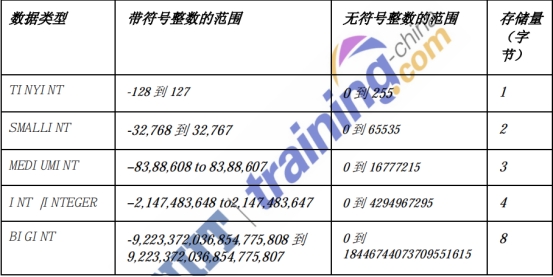 数据类型 带符号整数的范围 无符号整数的范围 存储量
（字
节）
TINYINT -128 到 127 0 到 255 1
SMALLINT -32,768 到 32,767 0 到 65535 2
MEDIUMINT –83,88,608 to 83,88,607 0 到 16777215 3
INT /INTEGER –2,147,483,648 to2,147,483,647 0 到 4294967295 4
BIGINT -9,223,372,036,854,775,808 到 0 到 8
9,223,372,036,854,775,807 18446744073709551615
NIIT training-china.com